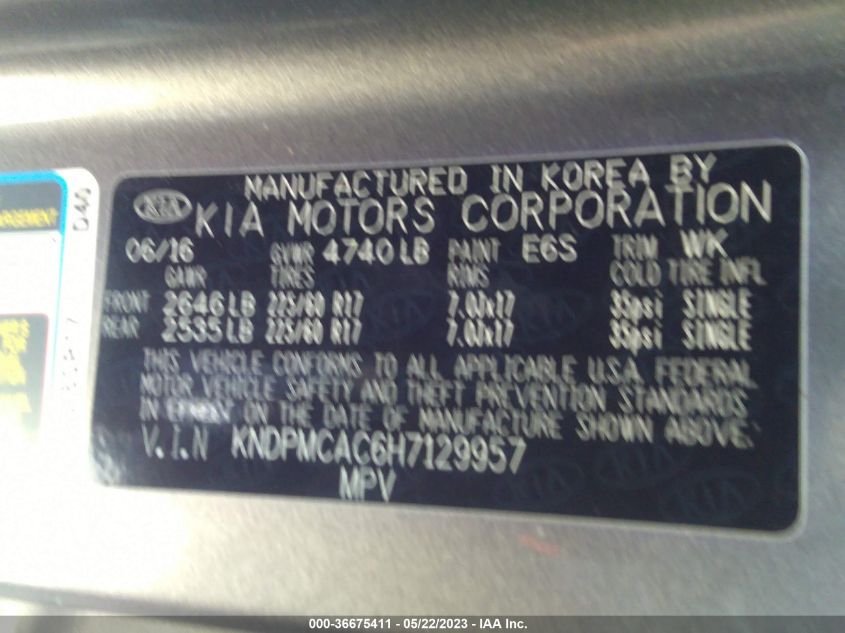 MANUFACTURED IN KOREA BY
KIA KIA MOTORS CORPORATION
06/16 GVWR 4740 LB PAINT E6S TRIM WK
GAWR TIRES RIMS COLD TIRE INFL
FRONT 2646 LB 225/60 R17 7.0Jx17 35psi SINGLE
REAR 2535 LB 225/60 R17 7.0Jx17 35psi SINGLE
THIS VEHICLE CONFORMS TO ALL APPLICABLE U.S.A. FEDERAL
MOTOR VEHICLE SAFETY AND THEFT PREVENTION STANDARDS
IN EFFECT ON THE DATE OF MANUFACTURE SHOWN ABOVE.
V.I.N KNDPMCAC6H7129957
MPV
040
000-36675411 - 05/22/2023 - IAA Inc.